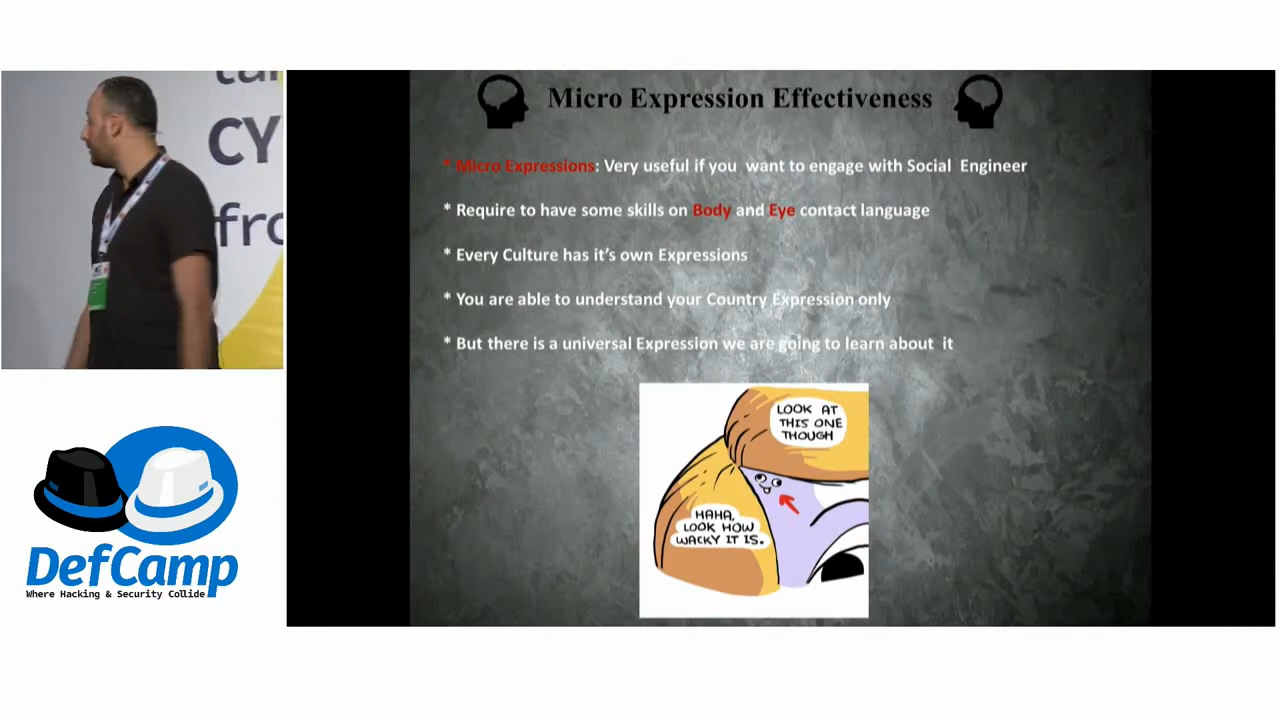 CY
fro
Micro Expression Effectiveness
* Micro Expressions: Very useful if you want to engage with Social Engineer
* Require to have some skills on Body and Eye contact language
* Every Culture has it's own Expressions
* You are able to understand your Country Expression only
* But there is a universal Expression we are going to learn about it
LOOK AT
THIS ONE
THOUGH
HAHA,
LOOK HOW
WACKY IT IS.
DefCamp
Where Hacking & Security Collide